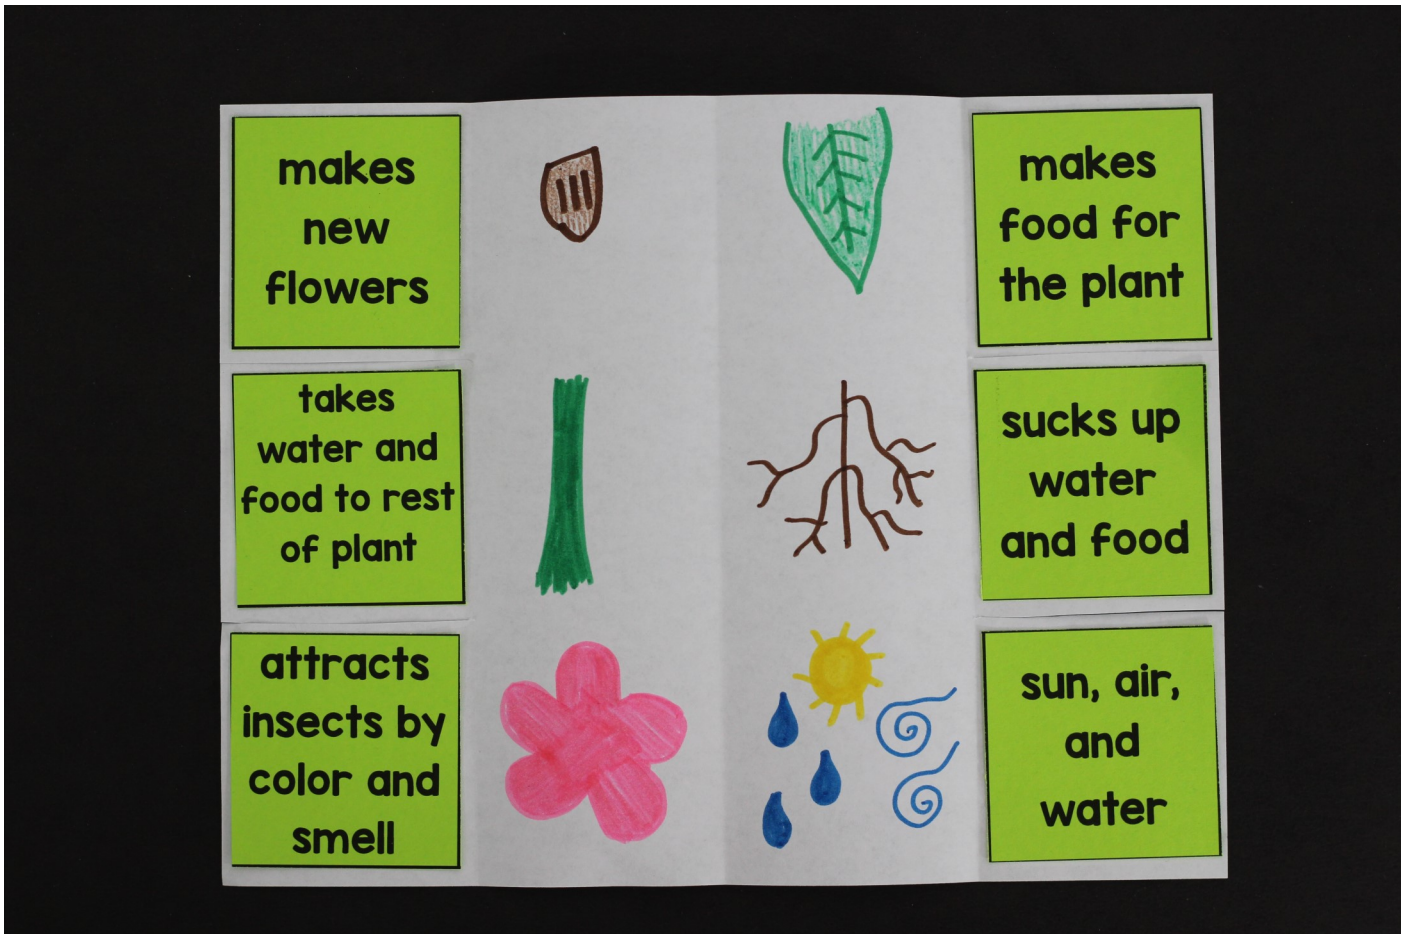 makes
new
flowers
makes
food for
the plant
takes
water and
food to rest
of plant
sucks up
water
and food
attracts
insects by
color and
smell
sun, air,
and
water